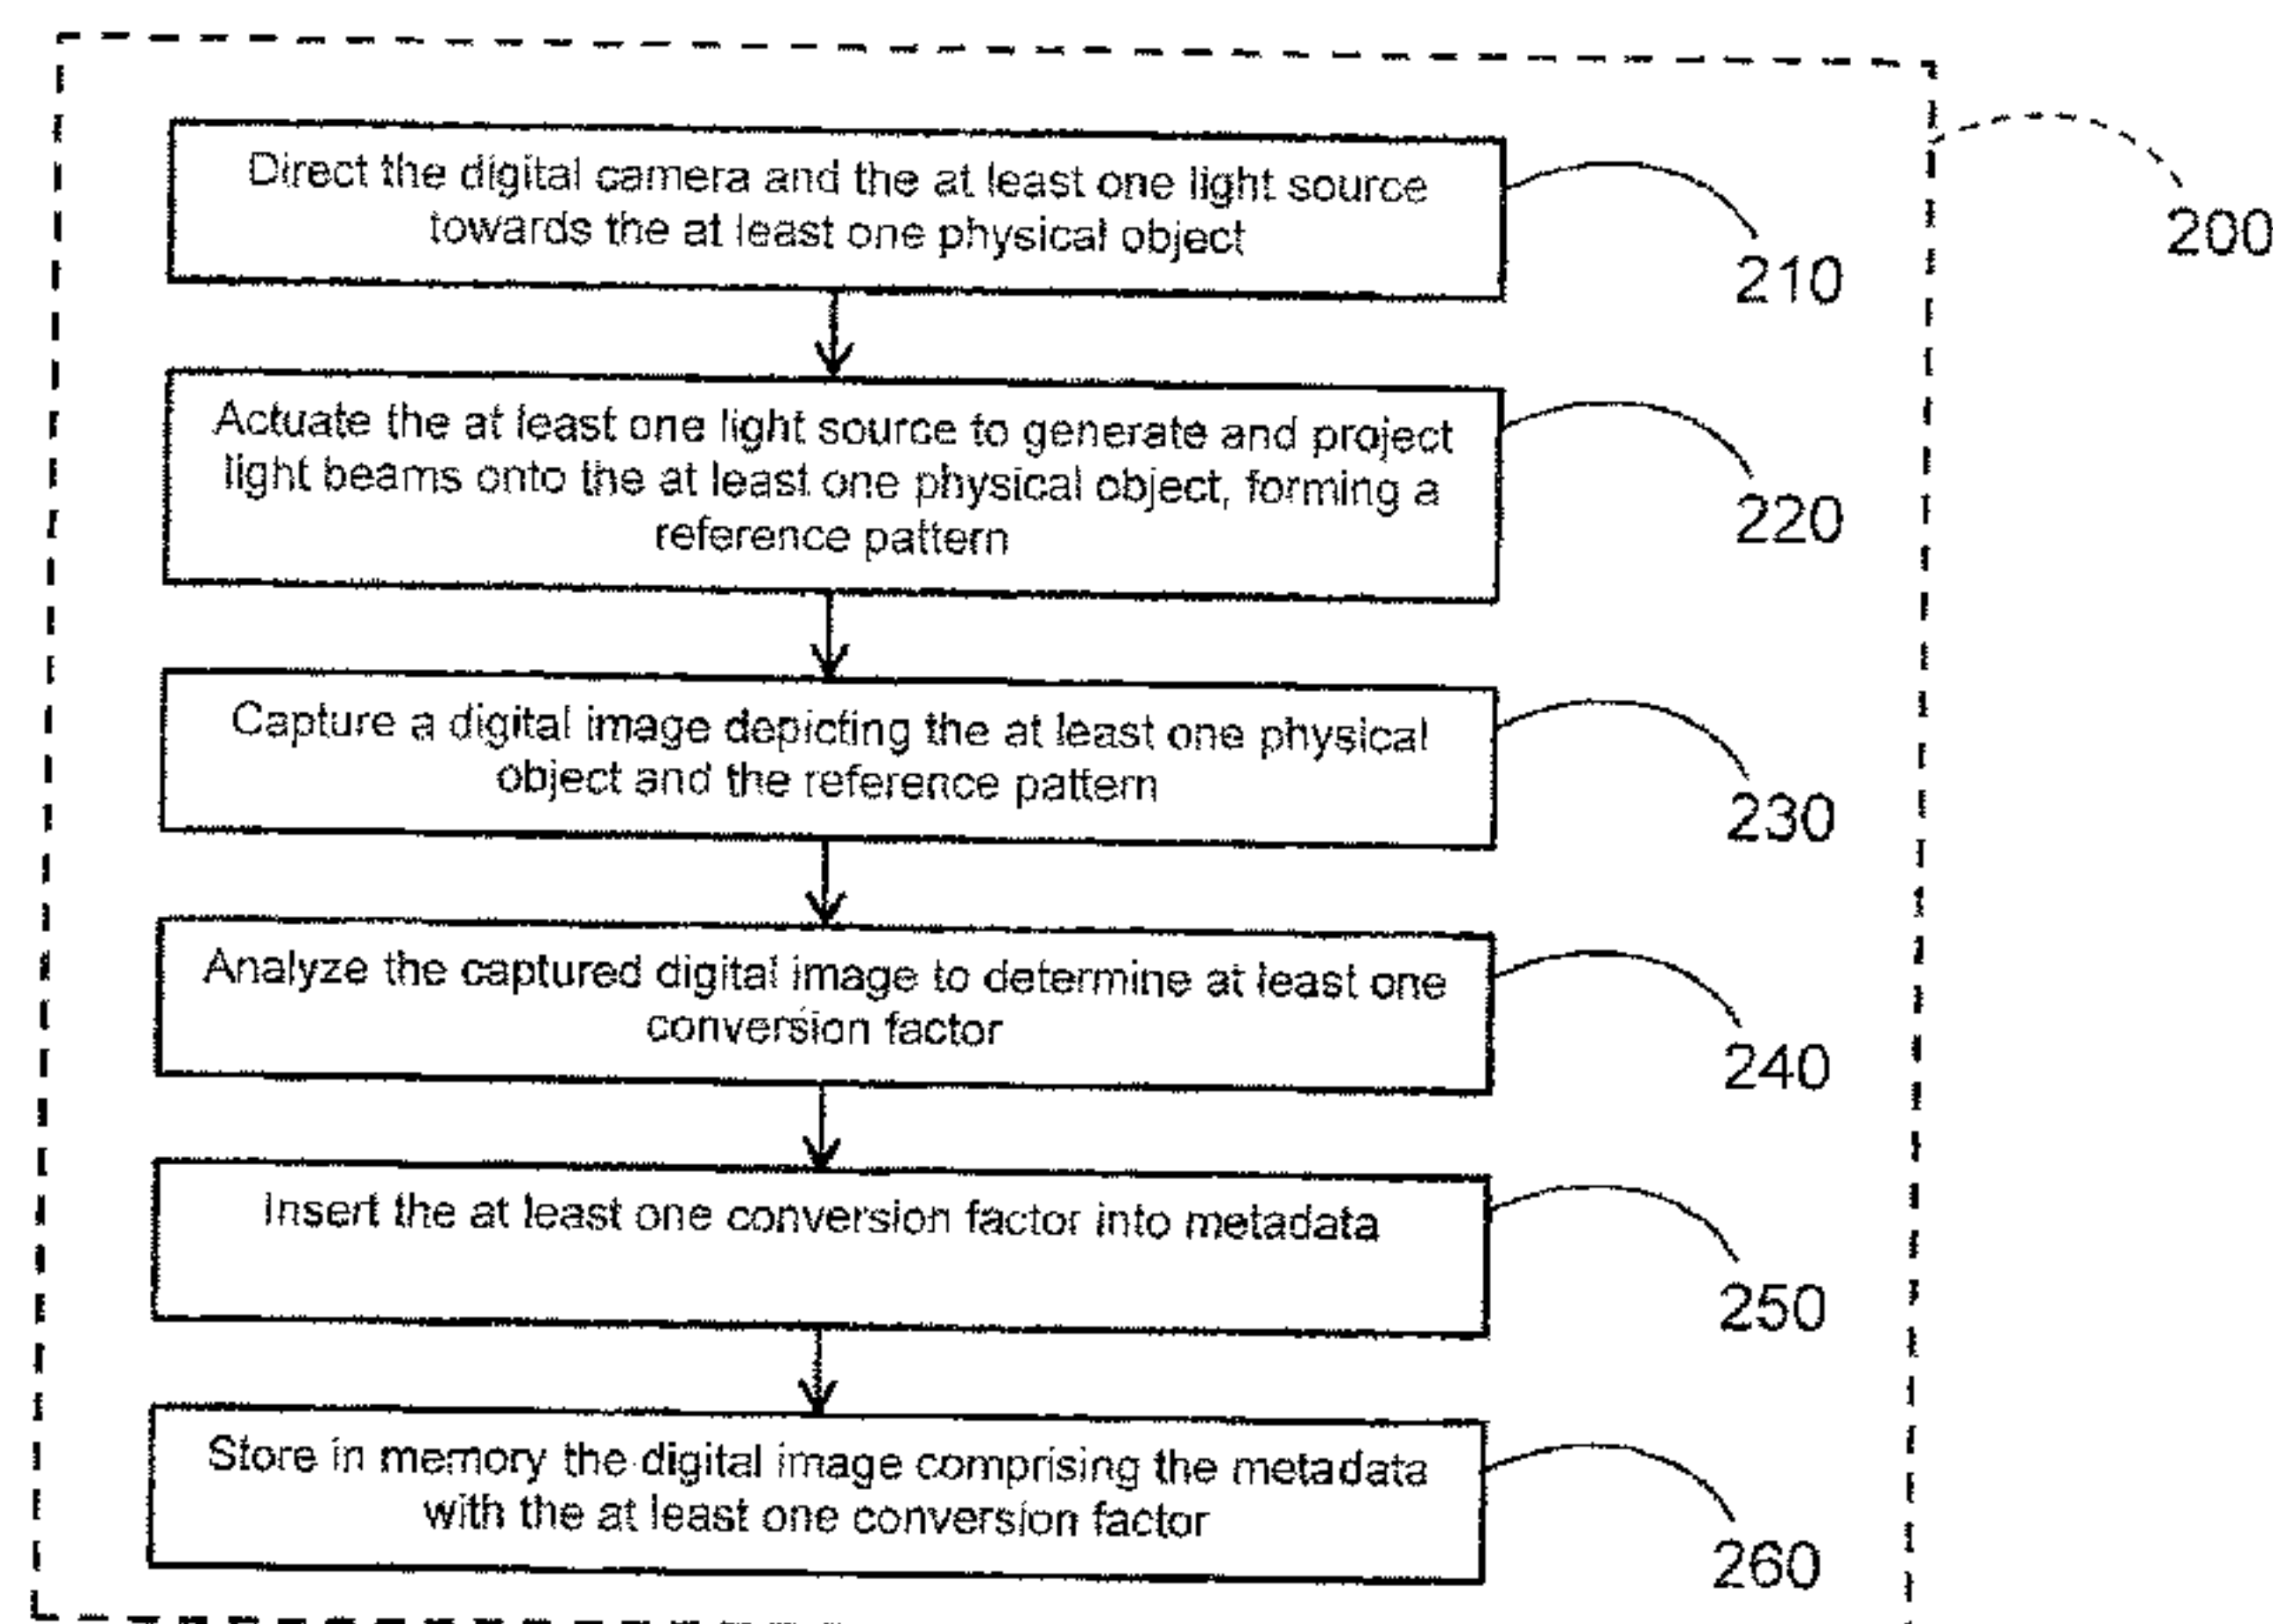 Direct the digital camera and the at least one light source
towards the at least one physical object
200
210
Actuate the at least one light source to generate and project
light beams onto the at least one physical object, forming a
reference pattern
220
Capture a digital image depicting the at least one physical
object and the reference pattern
230
Analyze the captured digital image to determine at least one
conversion factor
240
Insert the at least one conversion factor into metadata
250
Store in memory the digital image comprising the metadata
with the at least one conversion factor
260